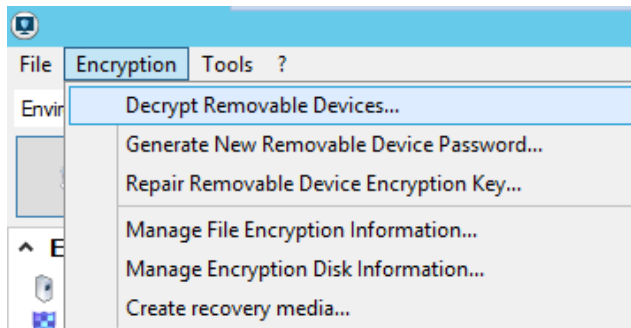 File Encryption Tools ?
Envir
Decrypt Removable Devices...
Generate New Removable Device Password...
Repair Removable Device Encryption Key...
Manage File Encryption Information...
E
Manage Encryption Disk Information...
Create recovery media...